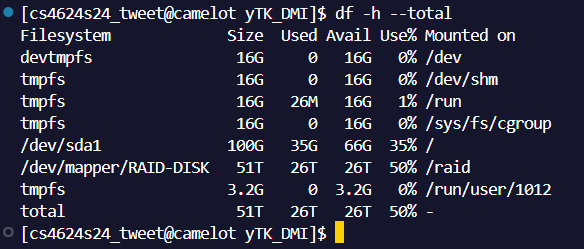 [cs4624s24_tweet@camelot yTK_DMI]$ df -h --total
Filesystem Size Used Avail Use% Mounted on
devtmpfs 16G 0 16G 0% /dev
tmpfs 16G 0 16G 0% /dev/shm
tmpfs 16G 26M 16G 1% /run
tmpfs 16G 0 16G 0% /sys/fs/cgroup
/dev/sda1 100G 35G 66G 35% /
/dev/mapper/RAID-DISK 51T 26T 26T 50% /raid
tmpfs 3.2G 0 3.2G 0% /run/user/1012
total 51T 26T 26T 50% -
[cs4624s24_tweet@camelot yTK_DMI]$